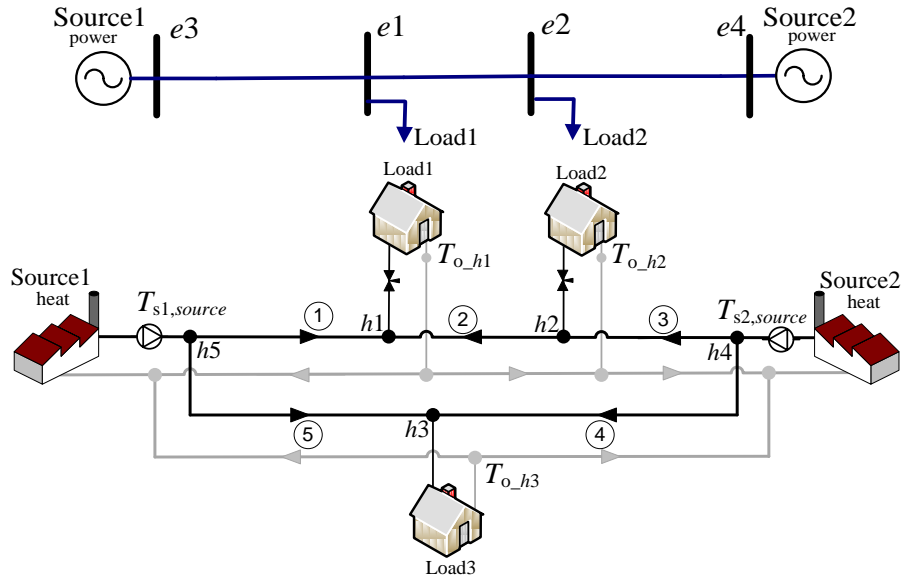 Source1
power
e3
e1
e2
e4
Source2
power
Load1
Load2
Load1
Load2
To_h1
To_h2
Source1
heat
Ts1,source
1
h1
2
h2
3
Ts2,source
Source2
heat
h5
h4
5
h3
4
To_h3
Load3